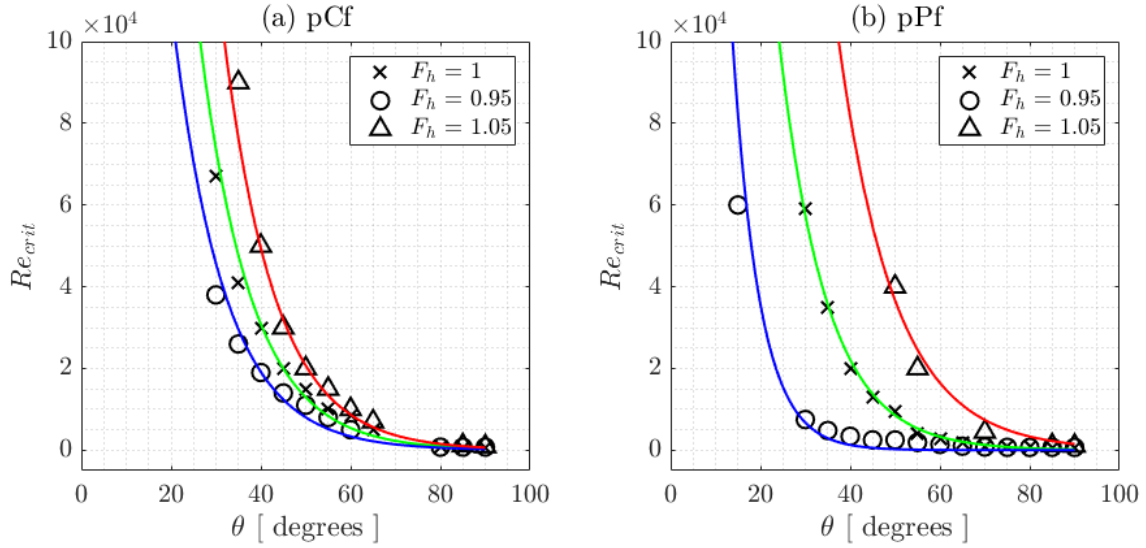 (a) pCf
×10⁴
10
8
6
4
2
0
0 20 40 60 80 100
θ [ degrees ]
Re_crit
F_h = 1
F_h = 0.95
F_h = 1.05
(b) pPf
×10⁴
10
8
6
4
2
0
0 20 40 60 80 100
θ [ degrees ]
Re_crit
F_h = 1
F_h = 0.95
F_h = 1.05